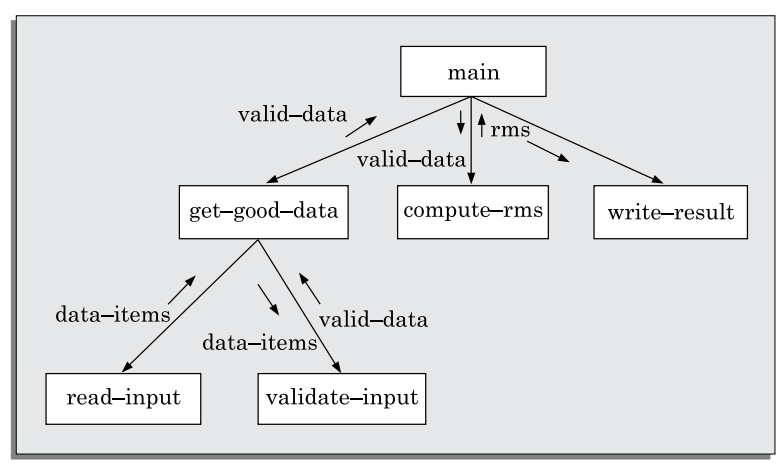 main
valid–data
rms
valid–data
get–good–data
compute–rms
write–result
data–items
valid–data
data–items
read–input
validate–input